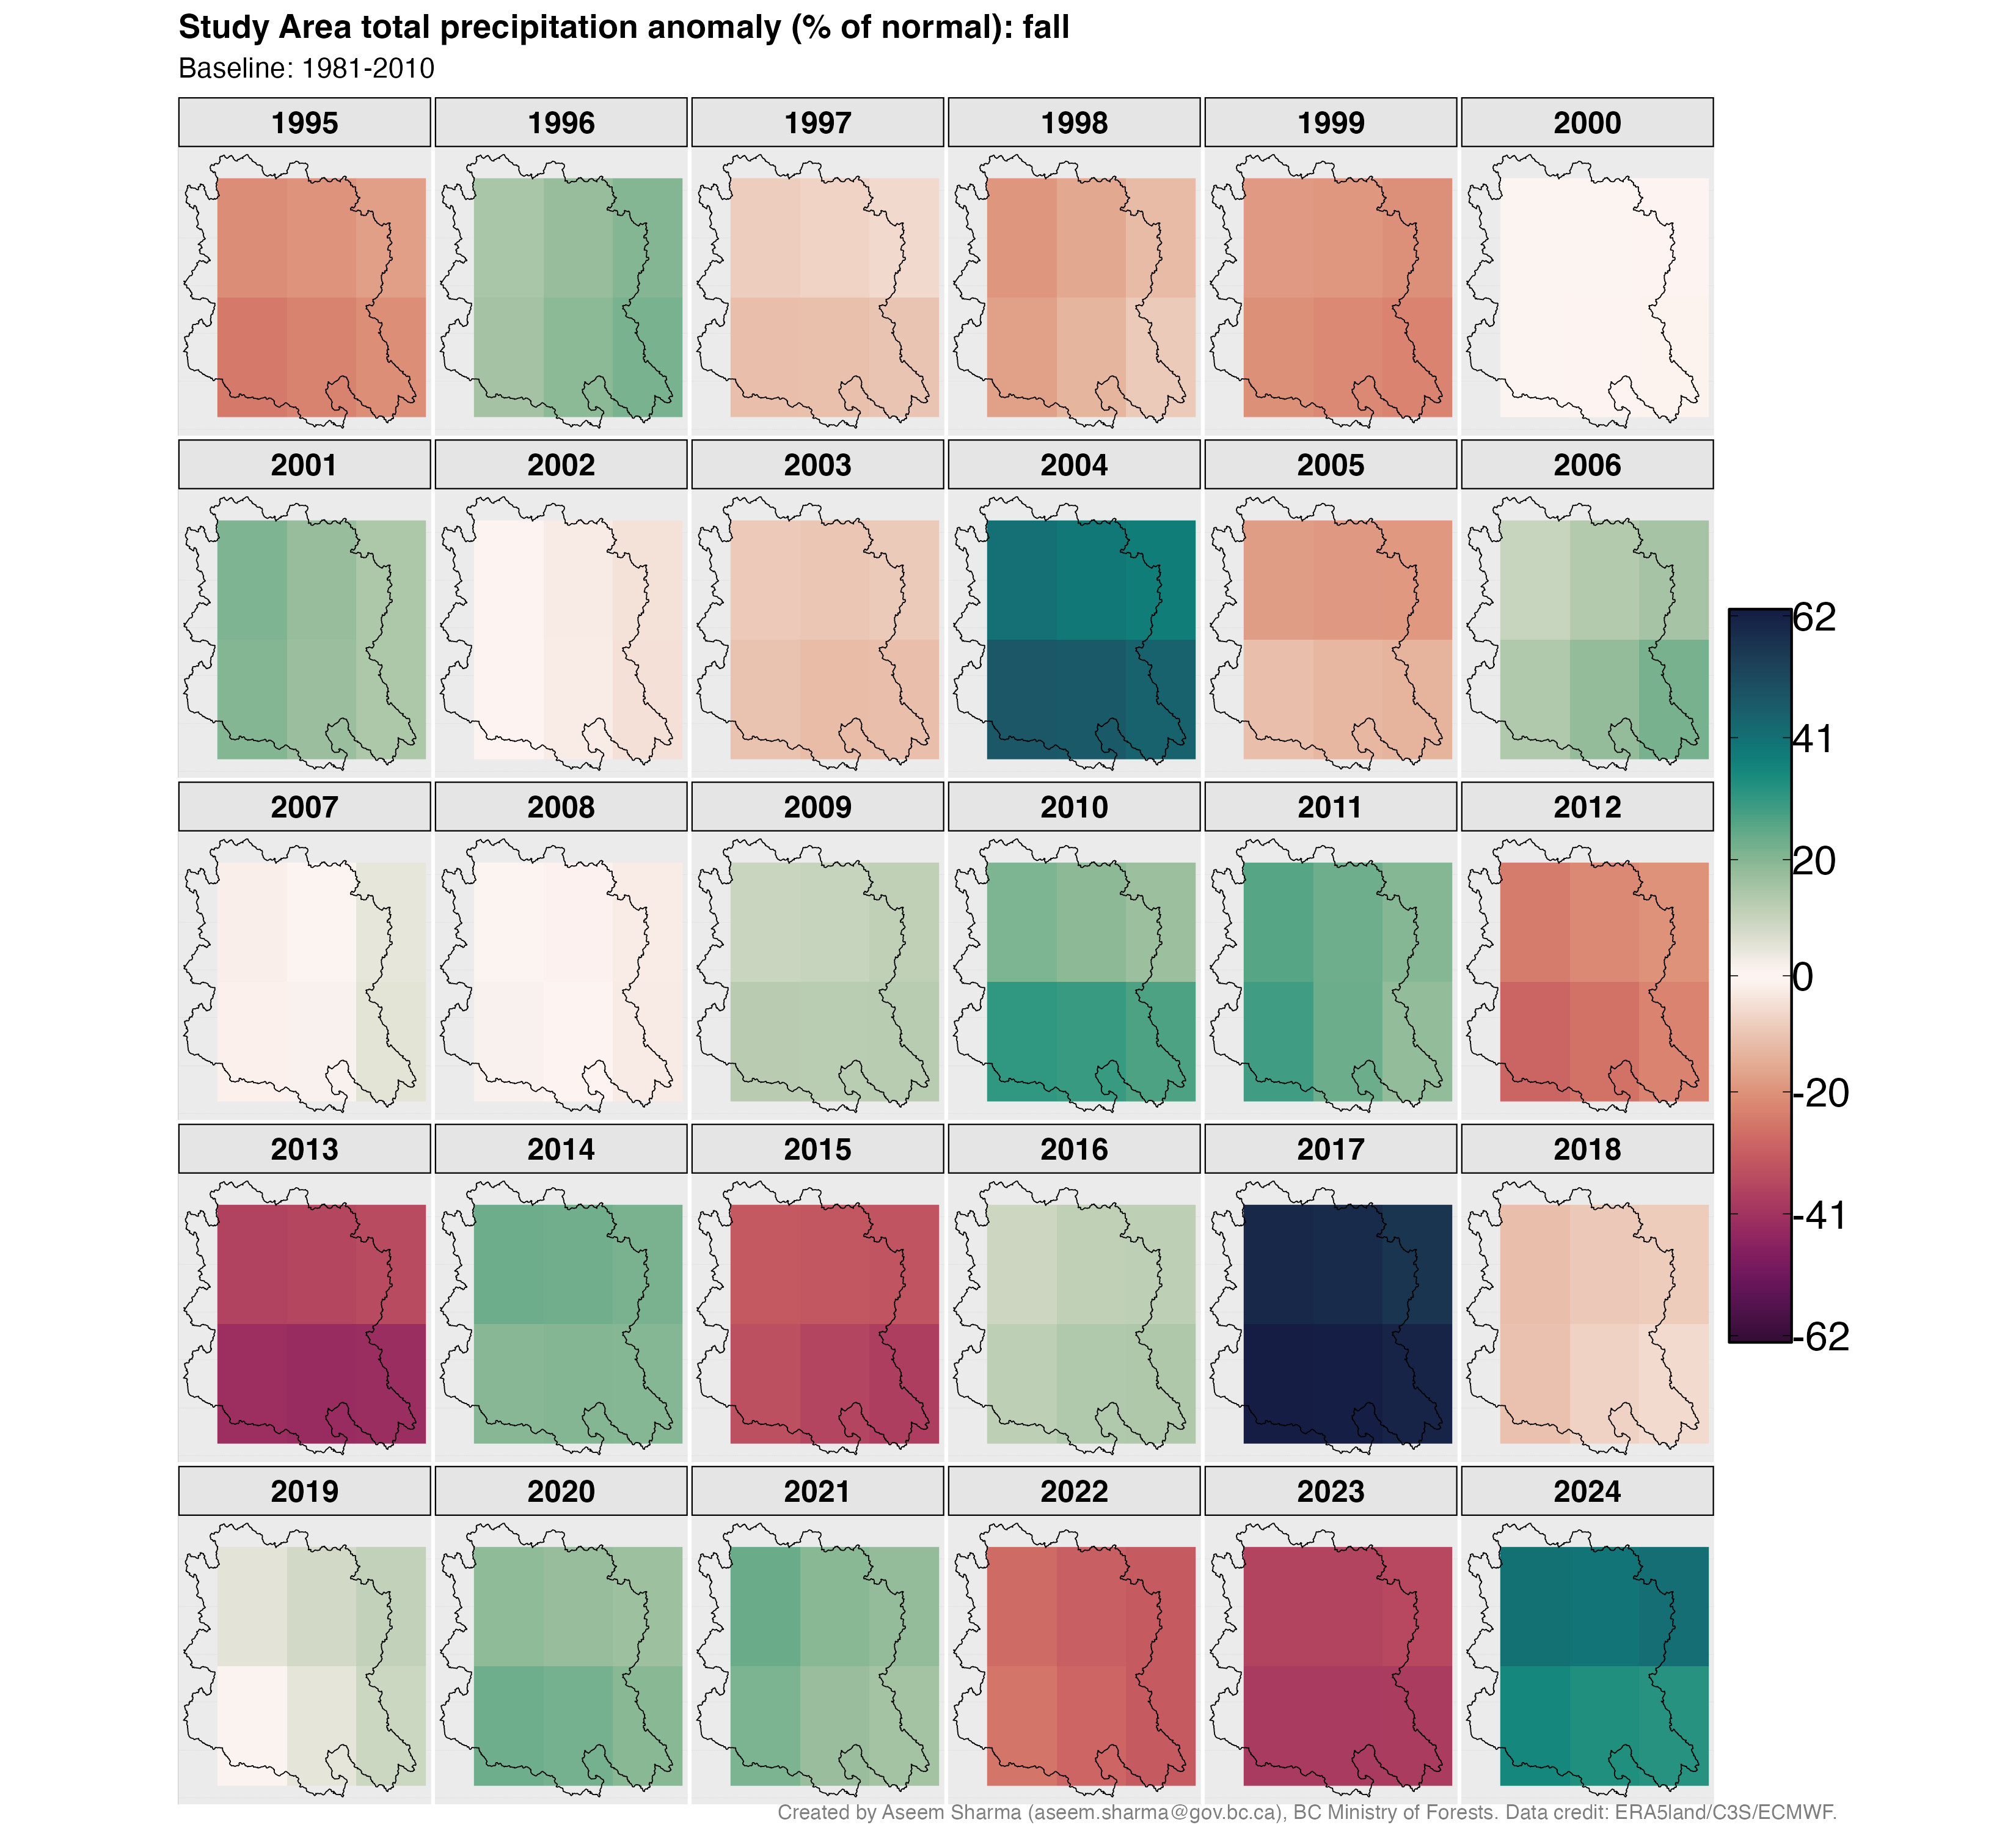 Study Area total precipitation anomaly (% of normal): fall
Baseline: 1981-2010
1995 1996 1997 1998 1999 2000
2001 2002 2003 2004 2005 2006
2007 2008 2009 2010 2011 2012
2013 2014 2015 2016 2017 2018
2019 2020 2021 2022 2023 2024
62
41
20
0
-20
-41
-62
Created by Aseem Sharma (aseem.sharma@gov.bc.ca), BC Ministry of Forests. Data credit: ERA5land/C3S/ECMWF.